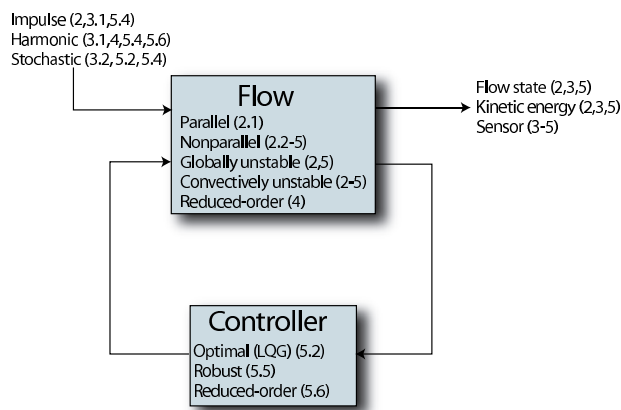 Impulse (2,3.1,5.4)
Harmonic (3.1,4,5.4,5.6)
Stochastic (3.2,5.2,5.4)
Flow
Parallel (2.1)
Nonparallel (2.2-5)
Globally unstable (2,5)
Convectively unstable (2-5)
Reduced-order (4)
Flow state (2,3,5)
Kinetic energy (2,3,5)
Sensor (3-5)
Controller
Optimal (LQG) (5.2)
Robust (5.5)
Reduced-order (5.6)